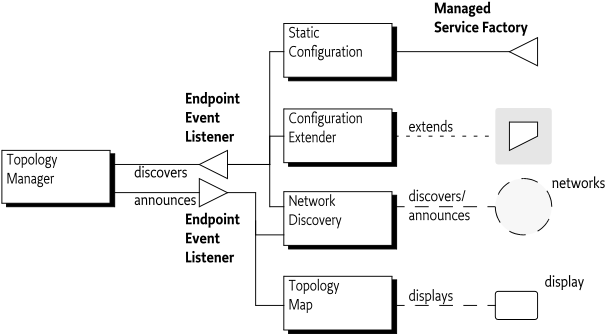 Managed
Service Factory
Static
Configuration
Endpoint
Event
Listener
Configuration
Extender
extends
Topology
Manager
discovers
announces
Network
Discovery
discovers/
announces
networks
Endpoint
Event
Listener
Topology
Map
displays
display